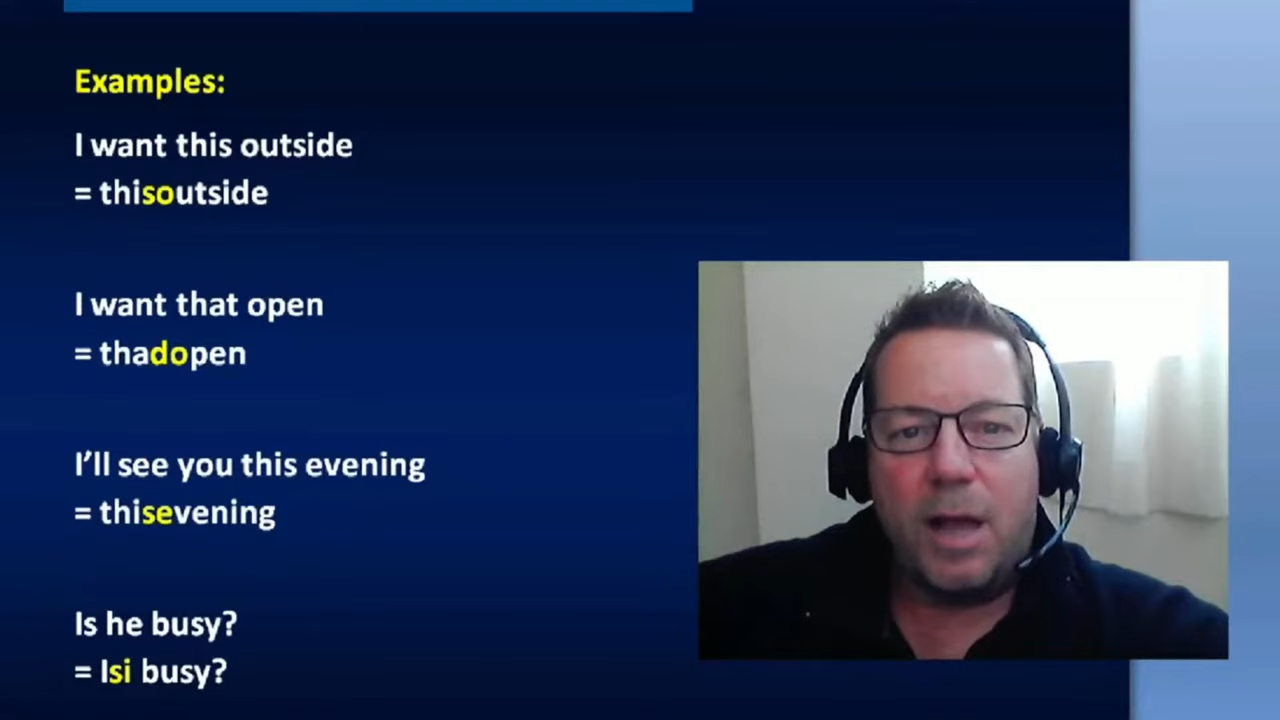 Examples:
I want this outside
= thisoutside
I want that open
= thadopen
I’ll see you this evening
= thisevening
Is he busy?
= Isi busy?